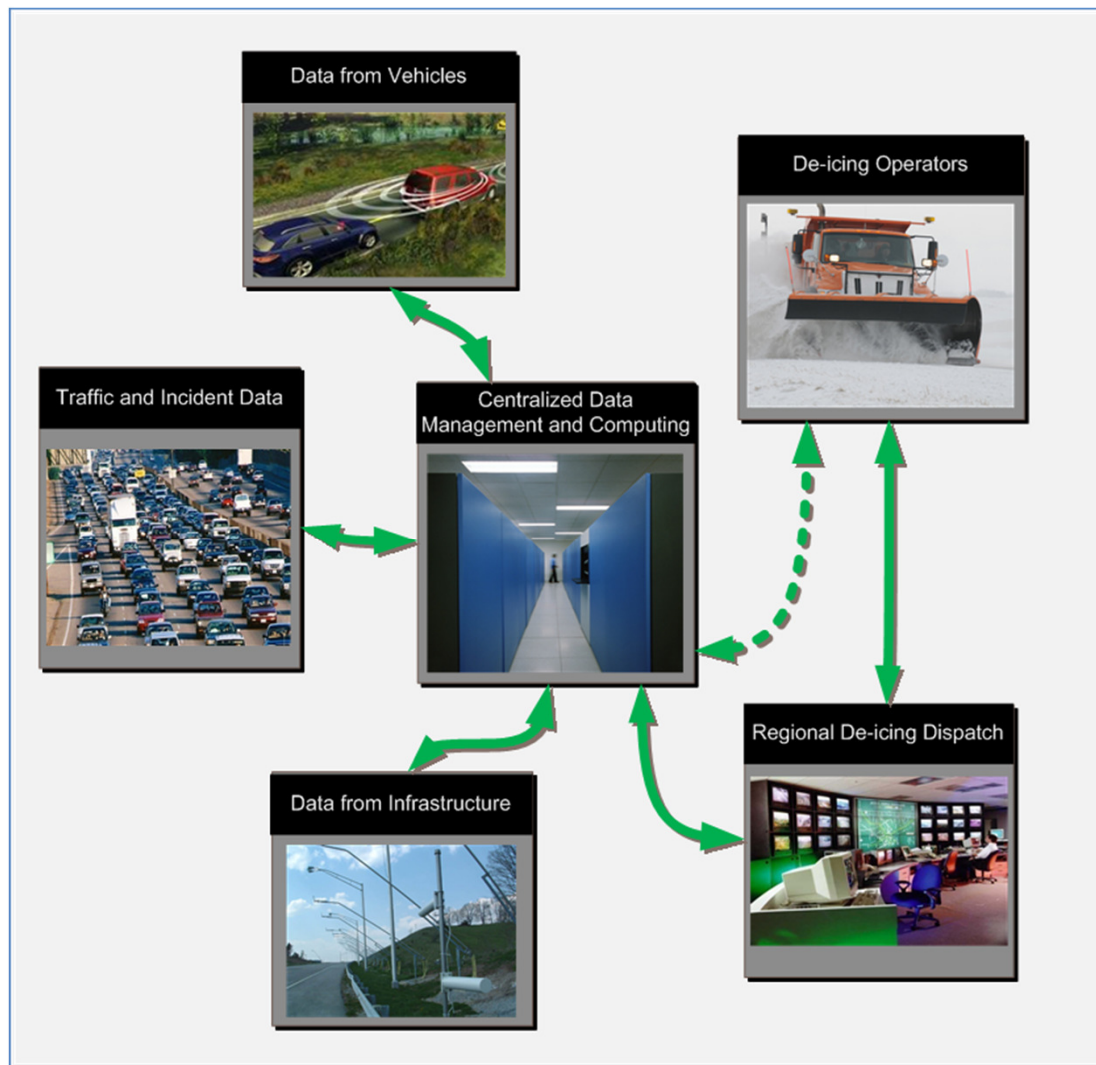 Data from Vehicles
De-icing Operators
Traffic and Incident Data
Centralized Data
Management and Computing
Regional De-icing Dispatch
Data from Infrastructure